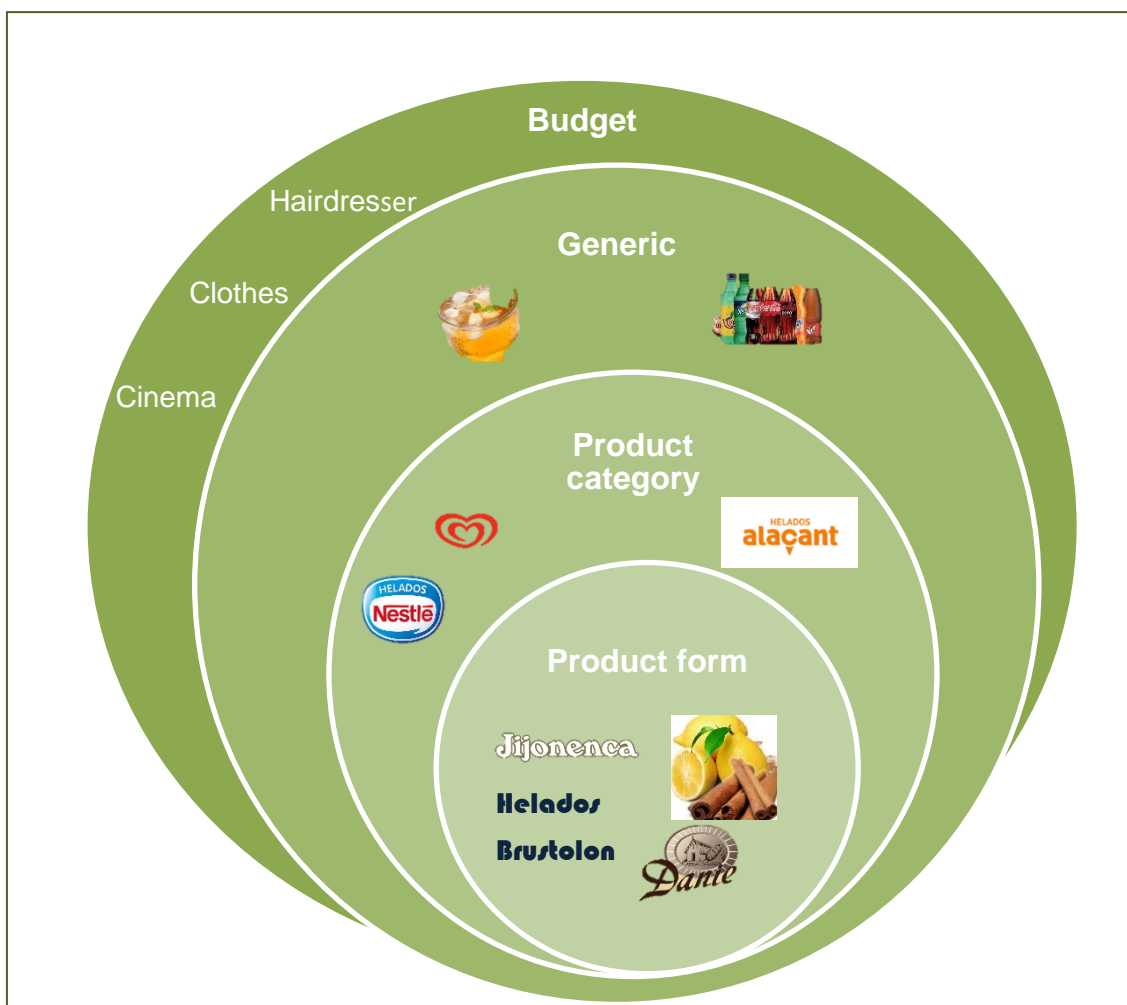 Budget
Hairdresser
Generic
Clothes
Cinema
Product
category
HELADOS
alaçant
HELADOS
Nestlé
Product form
Jijonenca
Helados
Brustolon
Dante